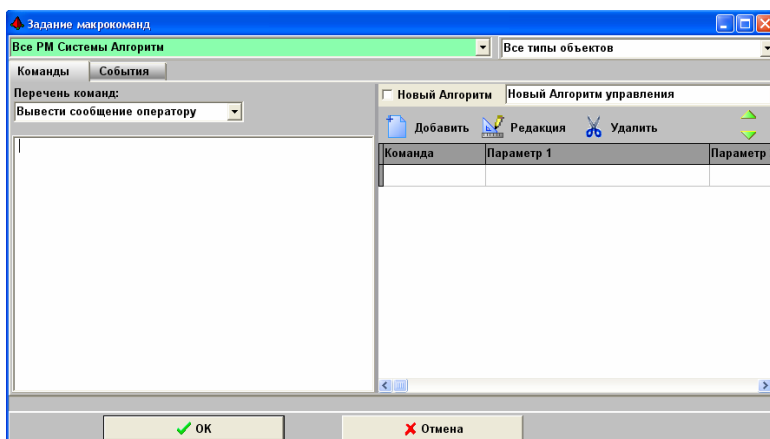 Задание макрокоманд
Все РМ Системы Алгоритм
Все типы объектов
Команды
События
Перечень команд:
Вывести сообщение оператору
Новый Алгоритм
Новый Алгоритм управления
Добавить
Редакция
Удалить
Команда
Параметр 1
Параметр
OK
Отмена